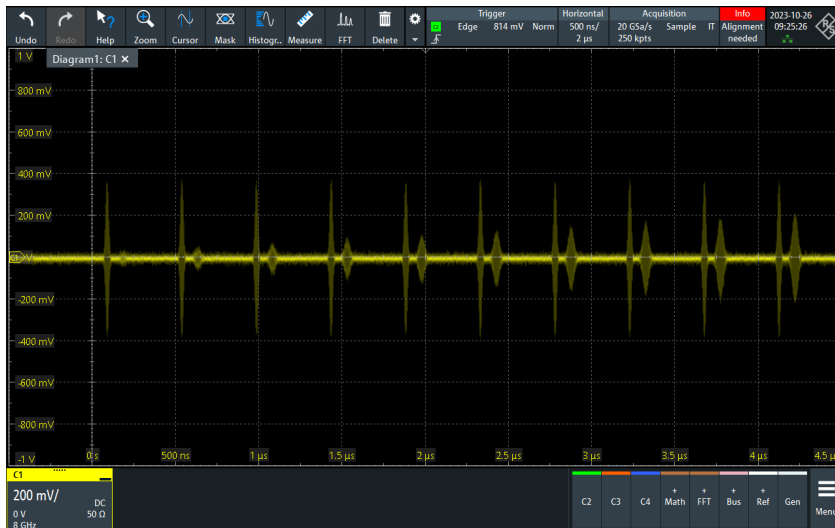 Undo Redo Help Zoom Cursor Mask Histogr... Measure FFT Delete
Trigger
Edge 814 mV Norm
Horizontal
500 ns/
2 µs
Acquisition
20 GSa/s Sample IT
250 kpts
Info
Alignment
needed
2023-10-26
09:25:26
R S
1 V
Diagram1: C1 ×
800 mV
600 mV
400 mV
200 mV
C1 V
-200 mV
-400 mV
-600 mV
-800 mV
-1 V
0 s 500 ns 1 µs 1.5 µs 2 µs 2.5 µs 3 µs 3.5 µs 4 µs 4.5 µ
C1
200 mV/
DC
0 V 50 Ω
8 GHz
C2 C3 C4 + Math + FFT + Bus + Ref Gen
Menu